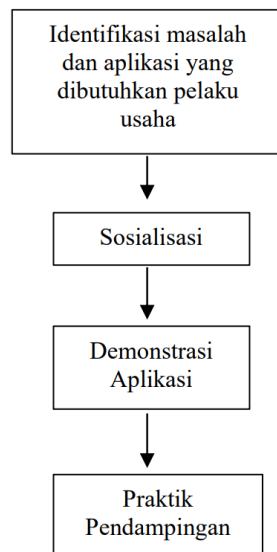 Identifikasi masalah
dan aplikasi yang
dibutuhkan pelaku
usaha
Sosialisasi
Demonstrasi
Aplikasi
Praktik
Pendampingan